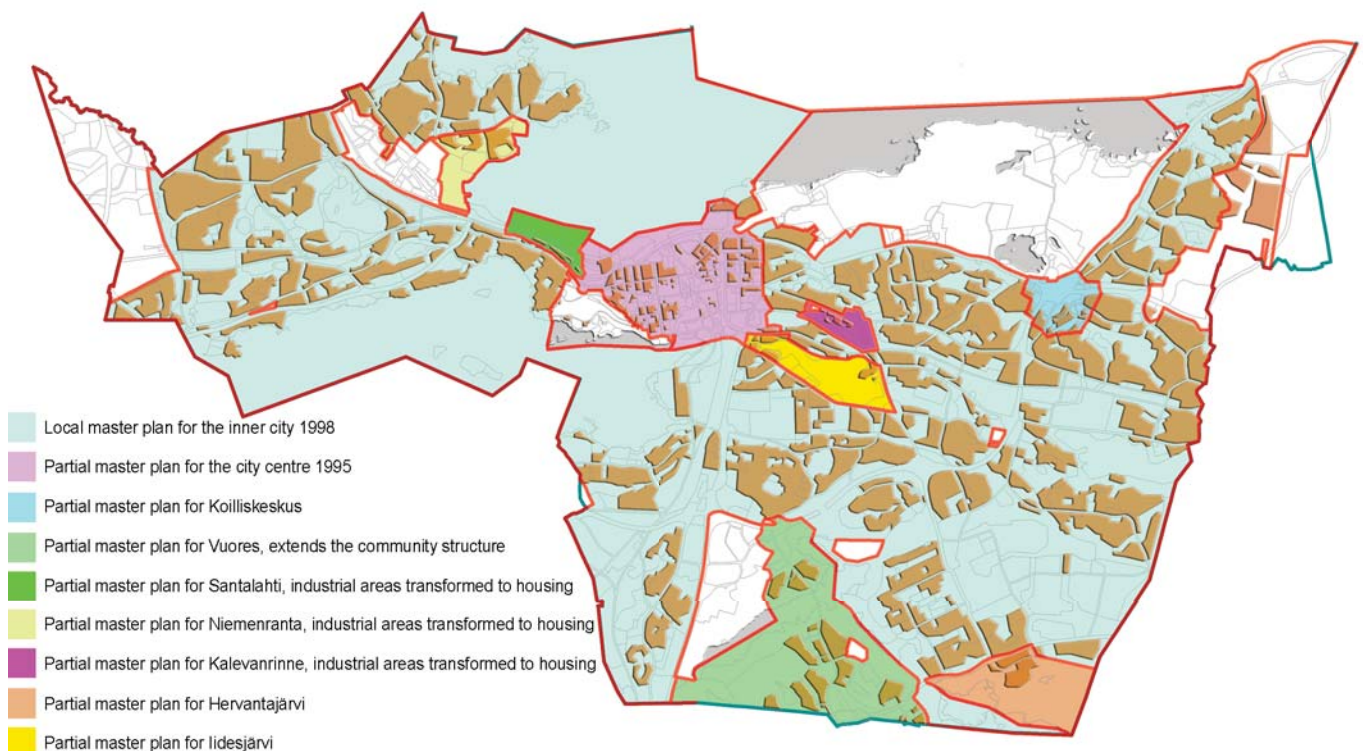 Local master plan for the inner city 1998
Partial master plan for the city centre 1995
Partial master plan for Koilliskeskus
Partial master plan for Vuores, extends the community structure
Partial master plan for Santalahti, industrial areas transformed to housing
Partial master plan for Niemenranta, industrial areas transformed to housing
Partial master plan for Kalevanrinne, industrial areas transformed to housing
Partial master plan for Hervantajärvi
Partial master plan for Iidesjärvi